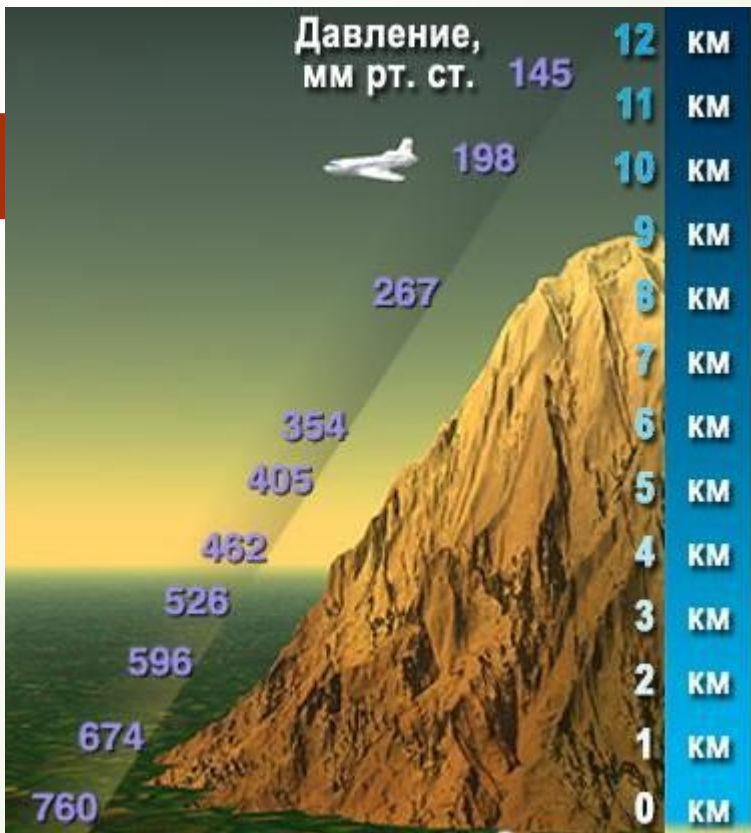 Давление,
мм рт. ст. 145
12 км
11 км
198
10 км
9 км
267
8 км
7 км
354
6 км
405
5 км
462
4 км
526
3 км
596
2 км
674
1 км
760
0 км